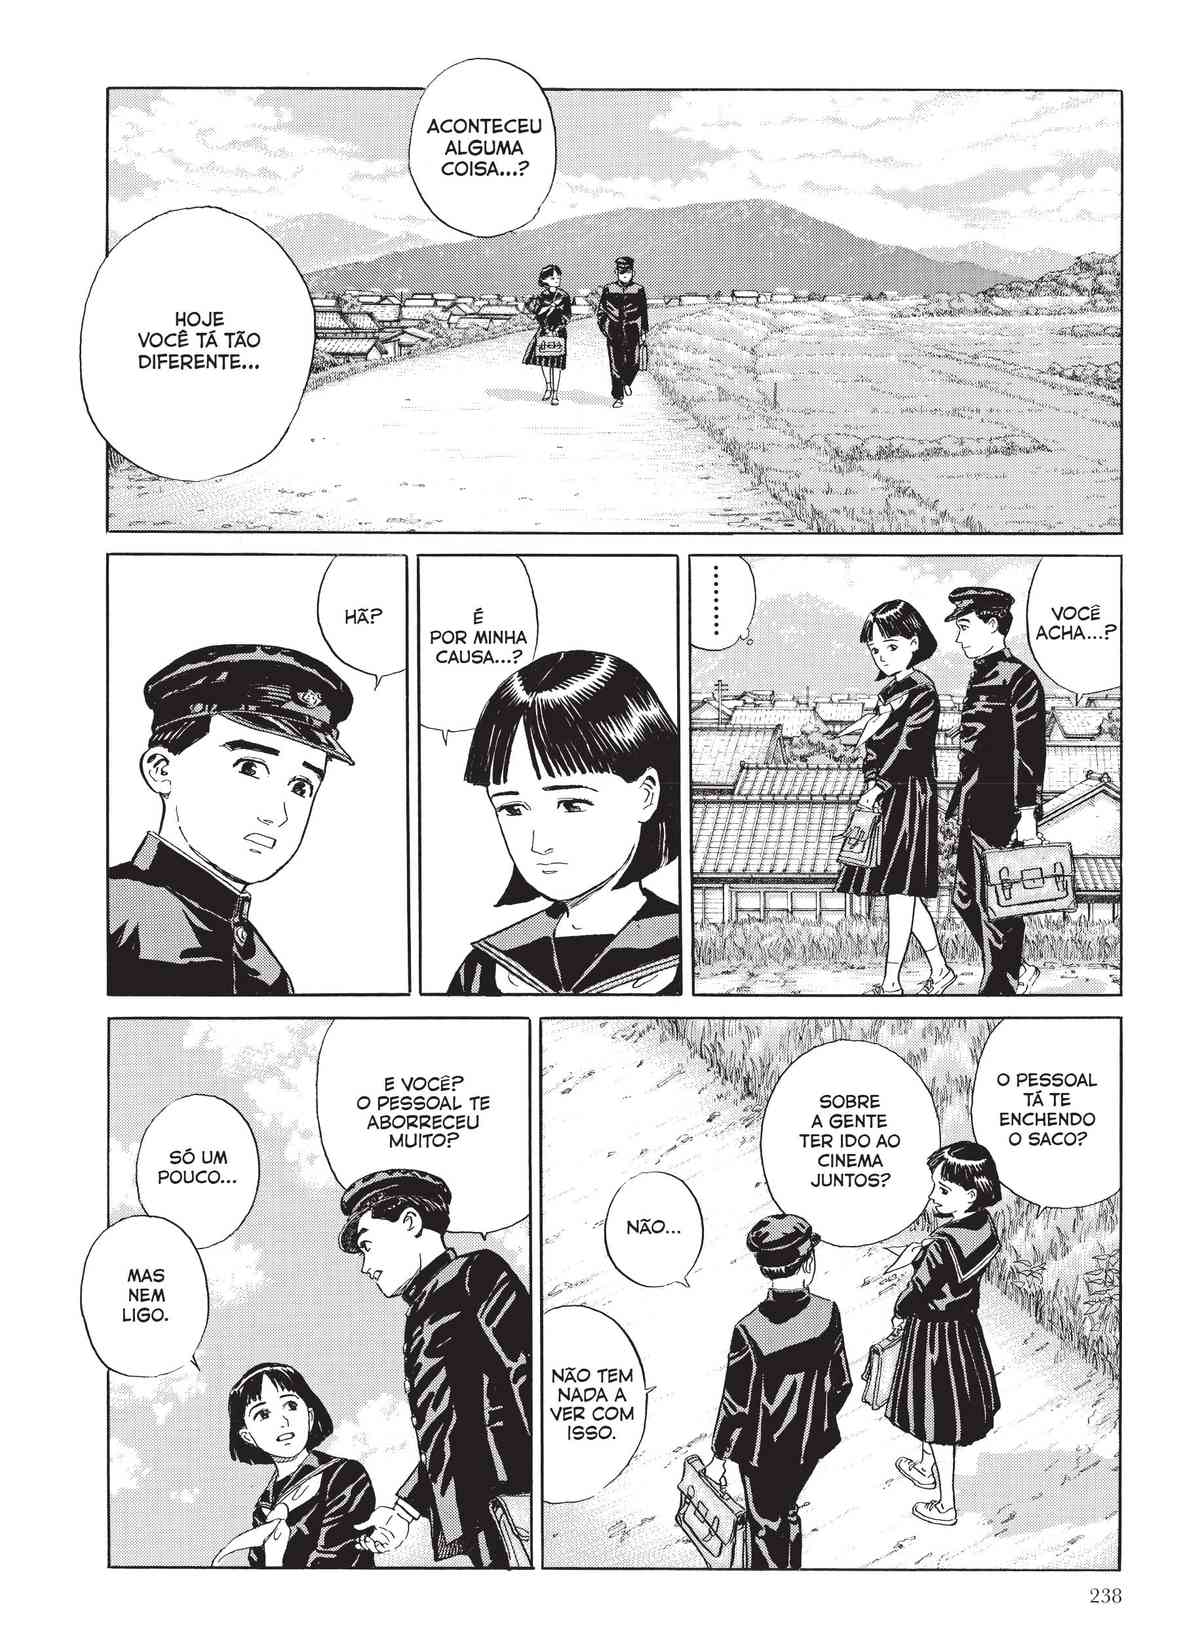 ACONTECEU
ALGUMA
COISA...?
HOJE
VOCÊ TÁ TÃO
DIFERENTE...
VOCÊ
ACHA...?
........
É
POR MINHA
CAUSA...?
HÃ?
O PESSOAL
TÁ TE
ENCHENDO
O SACO?
SOBRE
A GENTE
TER IDO AO
CINEMA
JUNTOS?
NÃO...
NÃO TEM
NADA A
VER COM
ISSO.
E VOCÊ?
O PESSOAL TE
ABORRECEU
MUITO?
SÓ UM
POUCO...
MAS
NEM
LIGO.
238